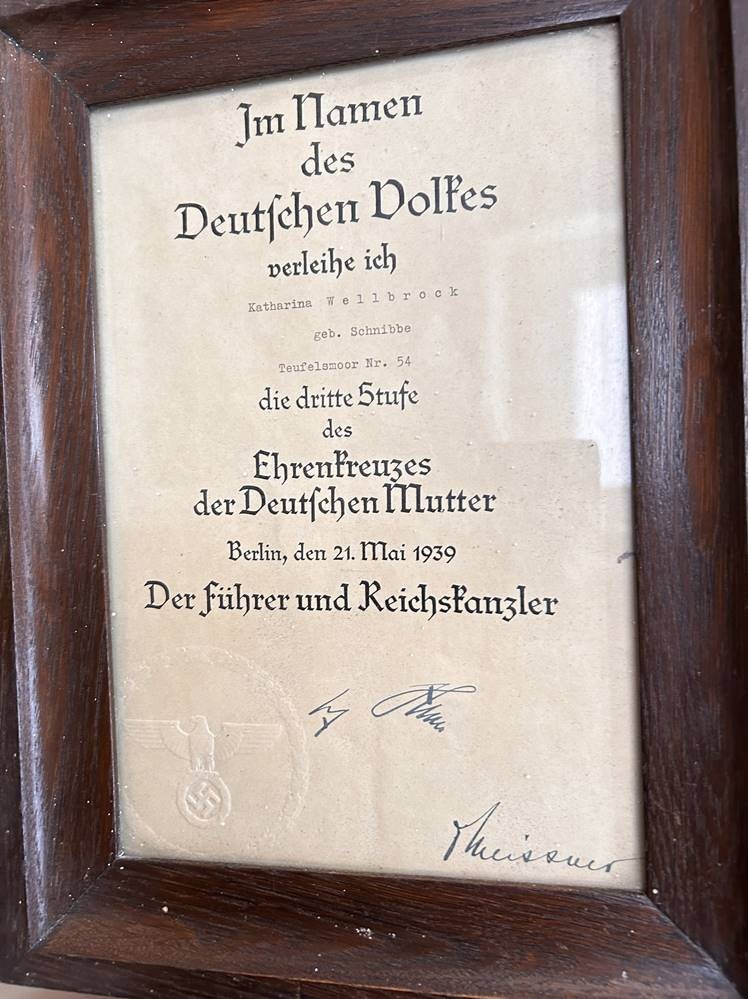 Im Namen
des
Deutschen Volkes
verleihe ich
Katharina Wellbrock
geb. Schnibbe
Teufelsmoor Nr. 54
die dritte Stufe
des
Ehrenkreuzes
der Deutschen Mutter
Berlin, den 21. Mai 1939
Der Führer und Reichskanzler
Meissner